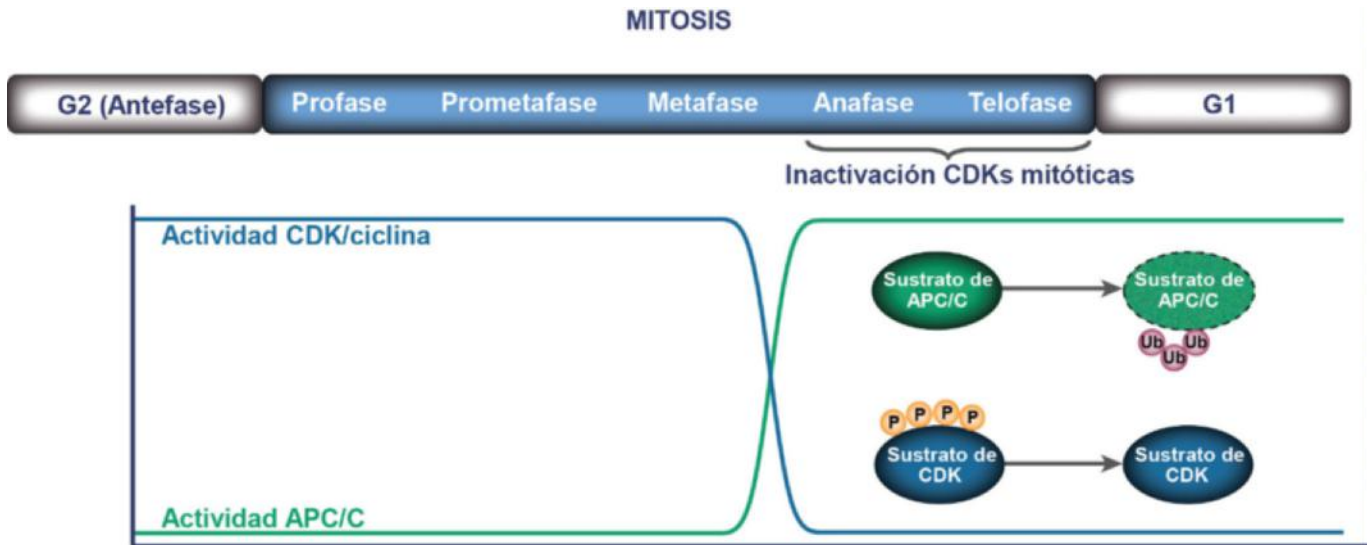 MITOSIS
G2 (Antefase)
Profase
Prometafase
Metafase
Anafase
Telofase
G1
Inactivación CDKs mitóticas
Actividad CDK/ciclina
Sustrato de
APC/C
Sustrato de
APC/C
Ub
Ub
Ub
P
P
P
P
Sustrato de
CDK
Sustrato de
CDK
Actividad APC/C